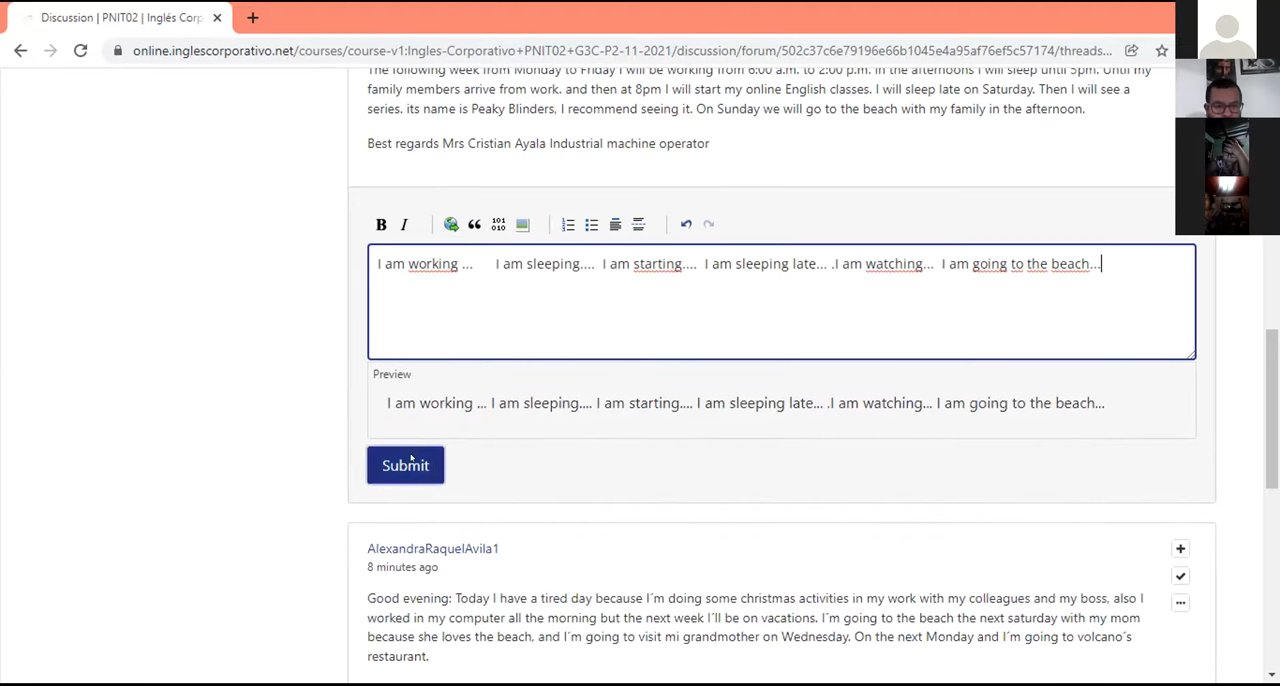 Discussion | PNIT02 | Inglés Corp
online.inglescorporativo.net/courses/course-v1:Ingles-Corporativo+PNIT02+G3C-P2-11-2021/discussion/forum/502c37c6e79196e66b1045e4a95af76ef5c57174/threads...
The following week from Monday to Friday I will be working from 6:00 a.m. to 2:00 p.m. in the afternoons I will sleep until 5pm. Until my
family members arrive from work. and then at 8pm I will start my online English classes. I will sleep late on Saturday. Then I will see a
series. its name is Peaky Blinders, I recommend seeing it. On Sunday we will go to the beach with my family in the afternoon.
Best regards Mrs Cristian Ayala Industrial machine operator
B I
101
010
I am working ... I am sleeping.... I am starting.... I am sleeping late... .I am watching... I am going to the beach...
Preview
I am working ... I am sleeping.... I am starting.... I am sleeping late... .I am watching... I am going to the beach...
Submit
AlexandraRaquelAvila1
8 minutes ago
Good evening: Today I have a tired day because I´m doing some christmas activities in my work with my colleagues and my boss, also I
worked in my computer all the morning but the next week I´ll be on vacations. I´m going to the beach the next saturday with my mom
because she loves the beach, and I´m going to visit mi grandmother on Wednesday. On the next Monday and I´m going to volcano´s
restaurant.